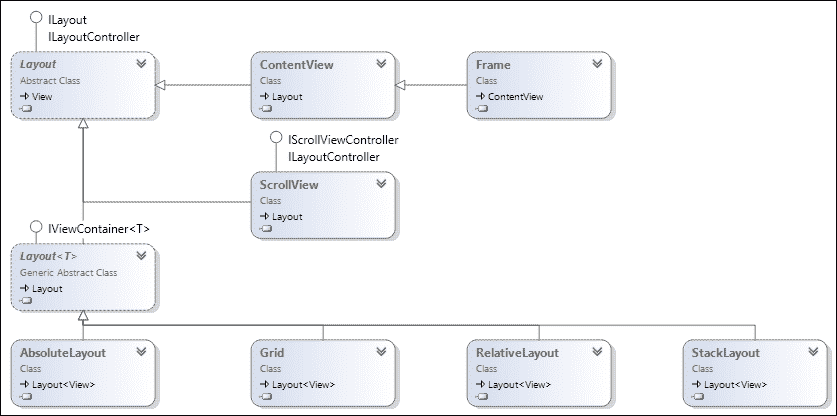 ILayout
ILayoutController
Layout
Abstract Class
View
ContentView
Class
Layout
Frame
Class
ContentView
IScrollViewController
ILayoutController
ScrollView
Class
Layout
IViewContainer<T>
Layout<T>
Generic Abstract Class
Layout
AbsoluteLayout
Class
Layout<View>
Grid
Class
Layout<View>
RelativeLayout
Class
Layout<View>
StackLayout
Class
Layout<View>